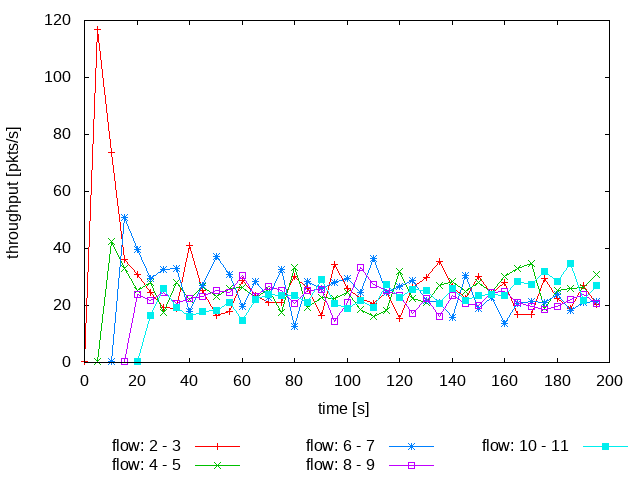 120
100
80
60
40
20
0
throughput [pkts/s]
0 20 40 60 80 100 120 140 160 180 200
time [s]
flow: 2 - 3 flow: 6 - 7 flow: 10 - 11
flow: 4 - 5 flow: 8 - 9